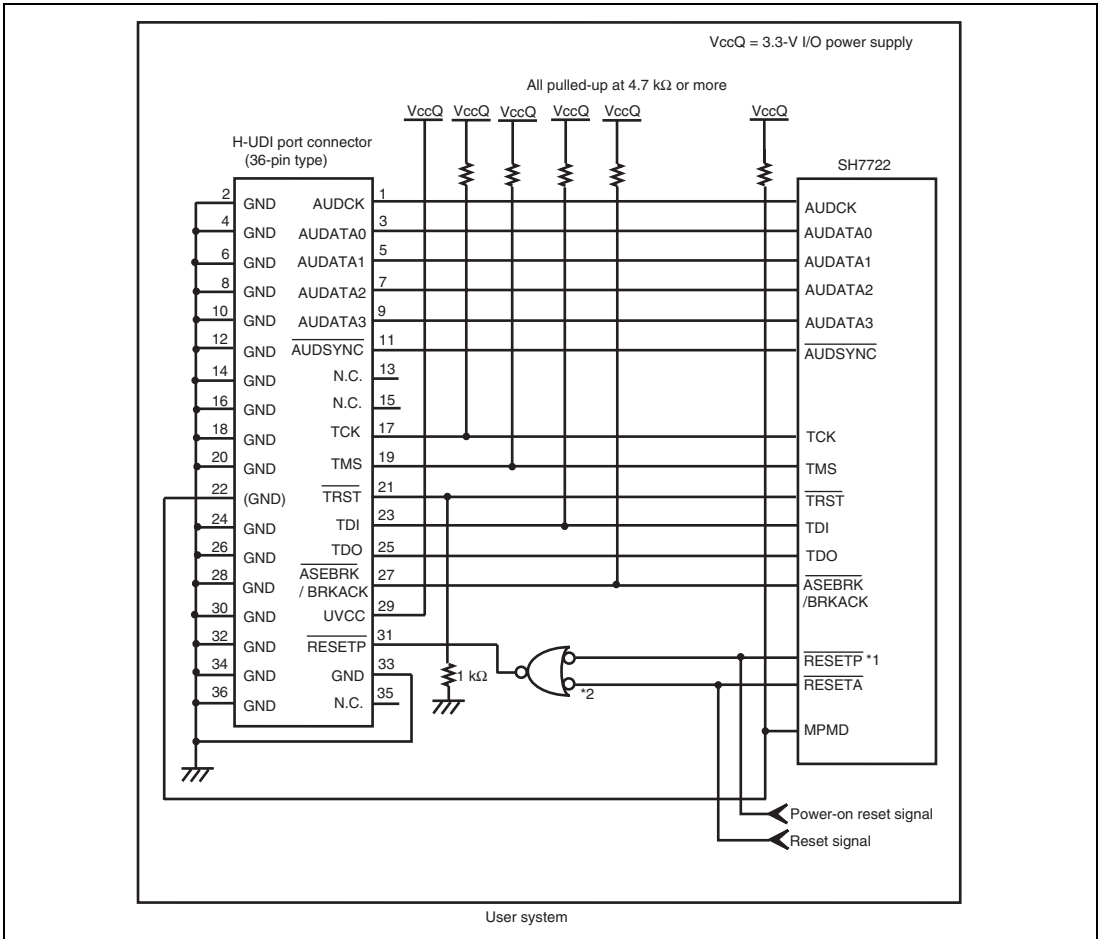 VccQ = 3.3-V I/O power supply
All pulled-up at 4.7 kΩ or more
VccQ VccQ VccQ VccQ VccQ VccQ
H-UDI port connector
(36-pin type)
SH7722
2 GND AUDCK 1 AUDCK
4 GND AUDATA0 3 AUDATA0
6 GND AUDATA1 5 AUDATA1
8 GND AUDATA2 7 AUDATA2
10 GND AUDATA3 9 AUDATA3
12 GND AUDSYNC 11 AUDSYNC
14 GND N.C. 13
16 GND N.C. 15
18 GND TCK 17 TCK
20 GND TMS 19 TMS
22 (GND) TRST 21 TRST
24 GND TDI 23 TDI
26 GND TDO 25 TDO
28 GND ASEBRK / BRKACK 27 ASEBRK /BRKACK
30 GND UVCC 29
32 GND RESETP 31 RESETP *1
34 GND GND 33 1 kΩ *2 RESETA
36 GND N.C. 35
MPMD
Power-on reset signal
Reset signal
User system